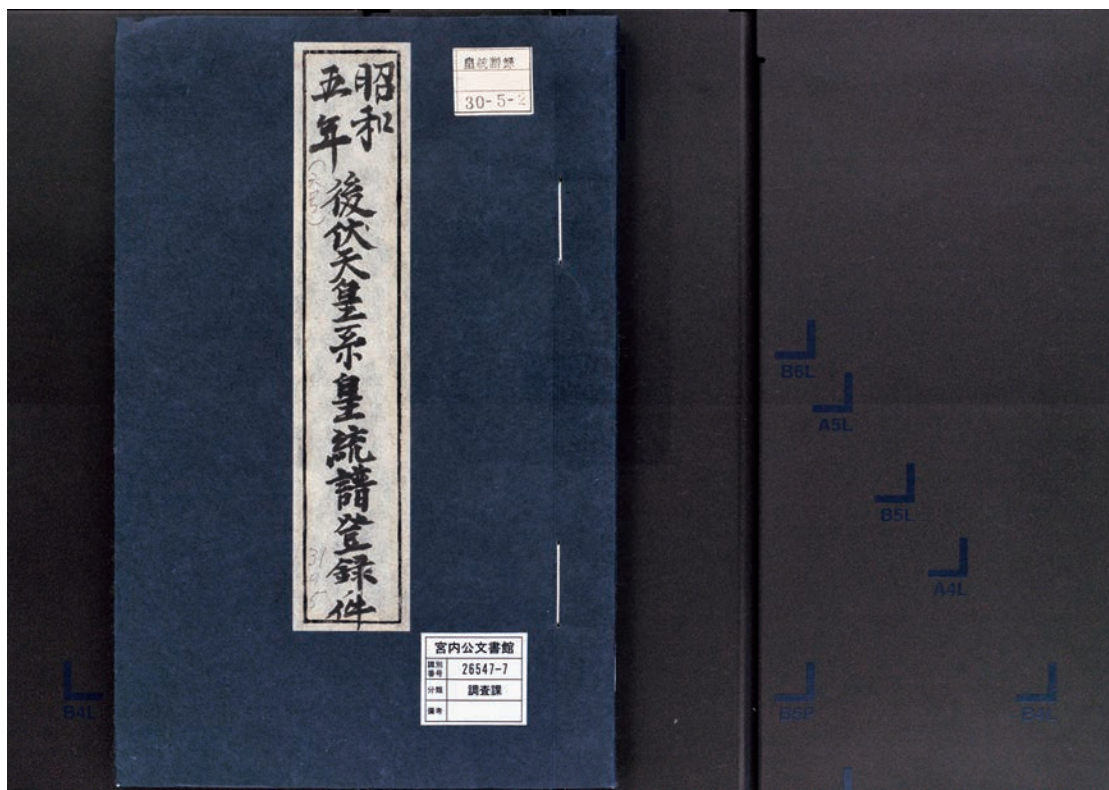 昭和
五年
後伏天皇系皇統譜登録件
皇統譜録
30-5-2
宮内公文書館
識別番号 26547-7
分類 調査課
備考
B6L
A5L
B5L
A4L
B4L
B5P
B4L